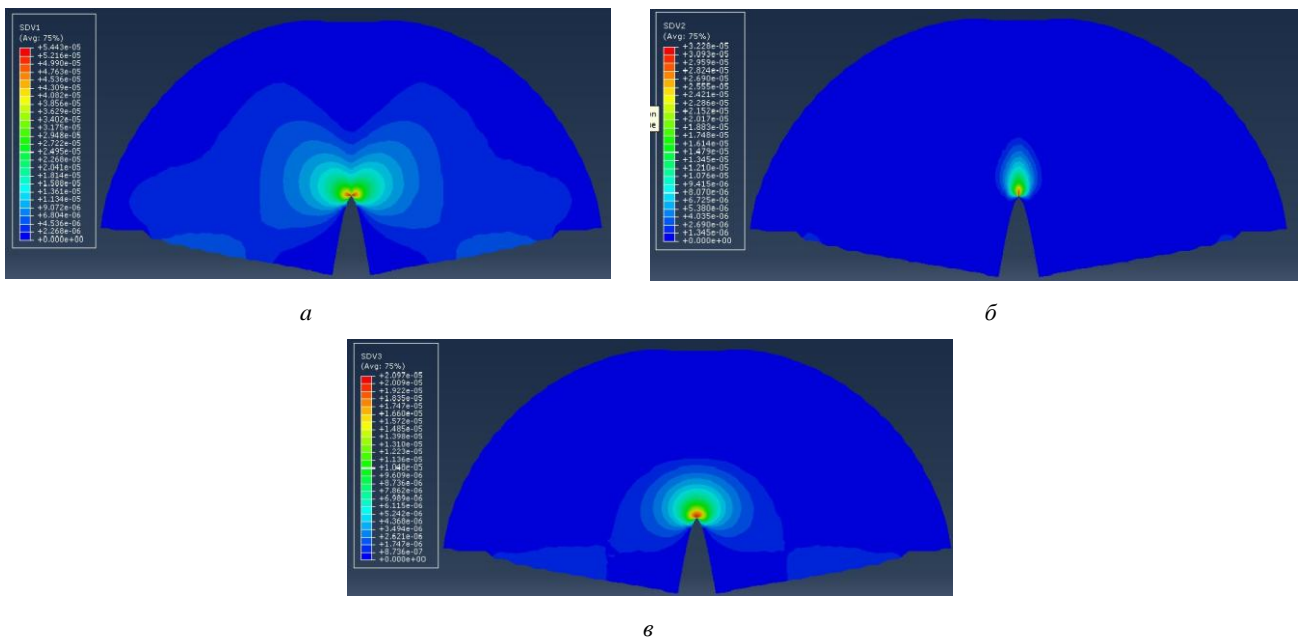 SDV1
(Avg: 75%)
+5.443e-05
+5.216e-05
+4.990e-05
+4.763e-05
+4.536e-05
+4.309e-05
+4.082e-05
+3.856e-05
+3.629e-05
+3.402e-05
+3.175e-05
+2.948e-05
+2.722e-05
+2.495e-05
+2.268e-05
+2.041e-05
+1.814e-05
+1.588e-05
+1.361e-05
+1.134e-05
+9.072e-06
+6.804e-06
+4.536e-06
+2.268e-06
+0.000e+00
а
SDV2
(Avg: 75%)
+3.228e-05
+3.093e-05
+2.959e-05
+2.824e-05
+2.690e-05
+2.555e-05
+2.421e-05
+2.286e-05
+2.152e-05
+2.017e-05
+1.883e-05
+1.748e-05
+1.614e-05
+1.479e-05
+1.345e-05
+1.210e-05
+1.076e-05
+9.415e-06
+8.070e-06
+6.725e-06
+5.380e-06
+4.035e-06
+2.690e-06
+1.345e-06
+0.000e+00
б
SDV3
(Avg: 75%)
+2.097e-05
+2.009e-05
+1.922e-05
+1.835e-05
+1.747e-05
+1.660e-05
+1.572e-05
+1.485e-05
+1.398e-05
+1.310e-05
+1.223e-05
+1.136e-05
+1.048e-05
+9.609e-06
+8.736e-06
+7.862e-06
+6.989e-06
+6.115e-06
+5.242e-06
+4.368e-06
+3.494e-06
+2.621e-06
+1.747e-06
+8.736e-07
+0.000e+00
в